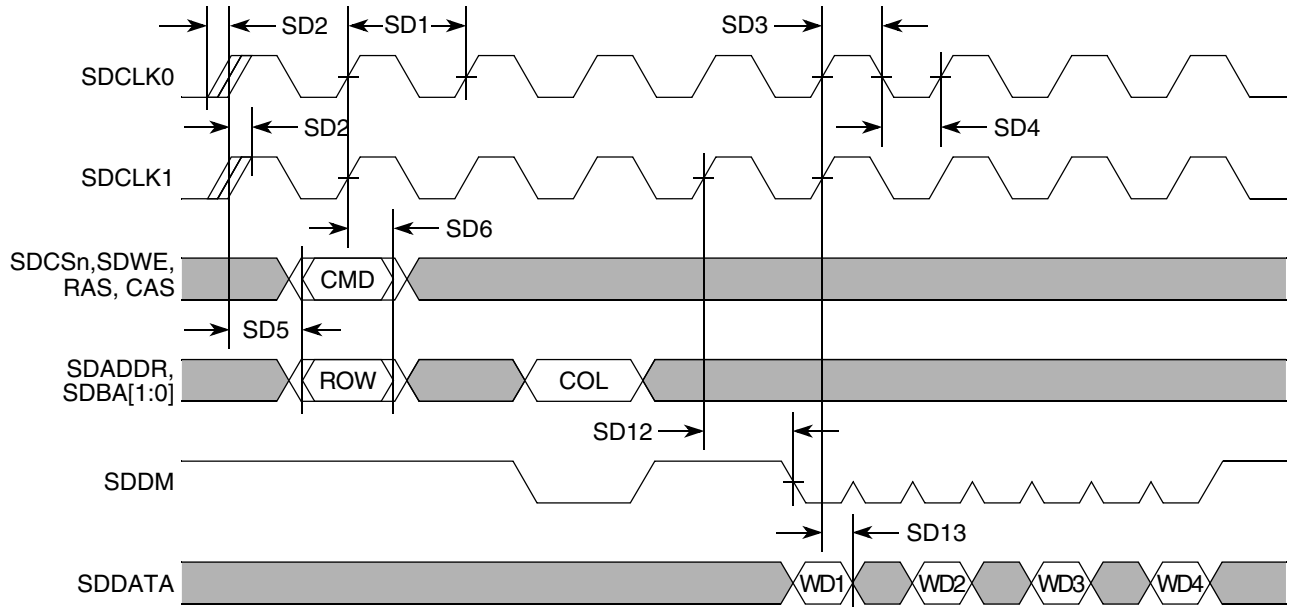 SD2
SD1
SD3
SDCLK0
SD2
SD4
SDCLK1
SD6
SDCSn,SDWE,
RAS, CAS
CMD
SD5
SDADDR,
SDBA[1:0]
ROW
COL
SD12
SDDM
SD13
SDDATA
WD1
WD2
WD3
WD4